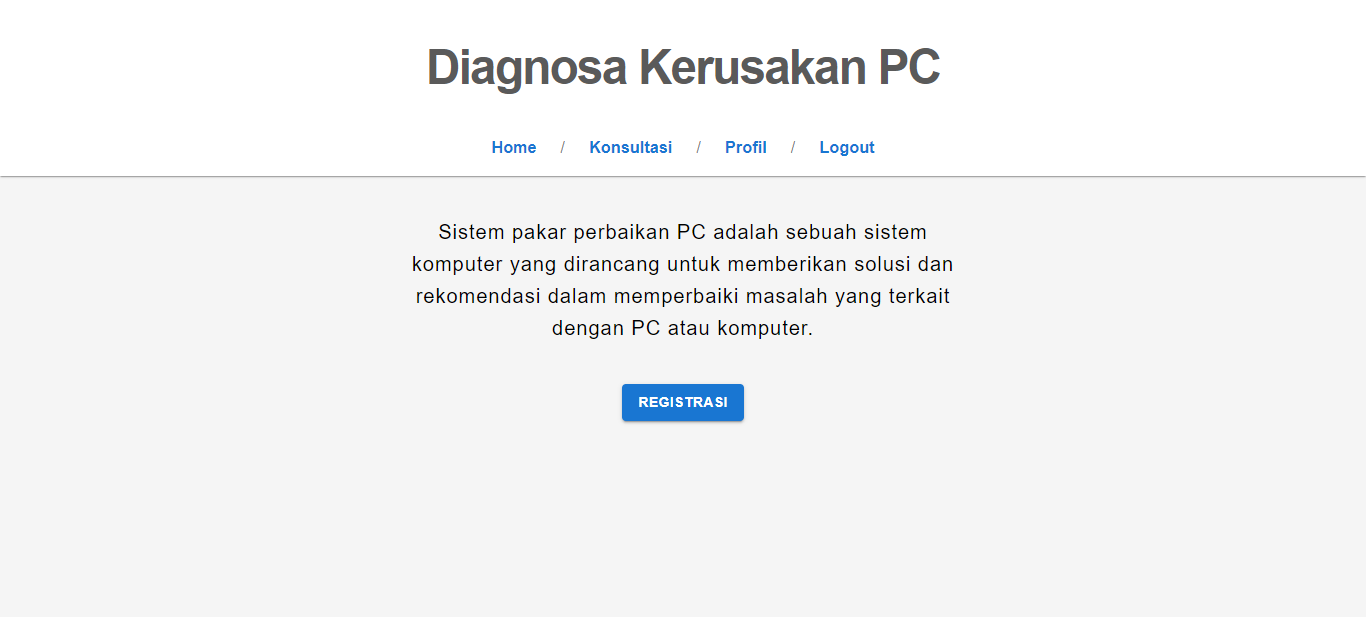 Diagnosa Kerusakan PC
Home / Konsultasi / Profil / Logout
Sistem pakar perbaikan PC adalah sebuah sistem
komputer yang dirancang untuk memberikan solusi dan
rekomendasi dalam memperbaiki masalah yang terkait
dengan PC atau komputer.
REGISTRASI